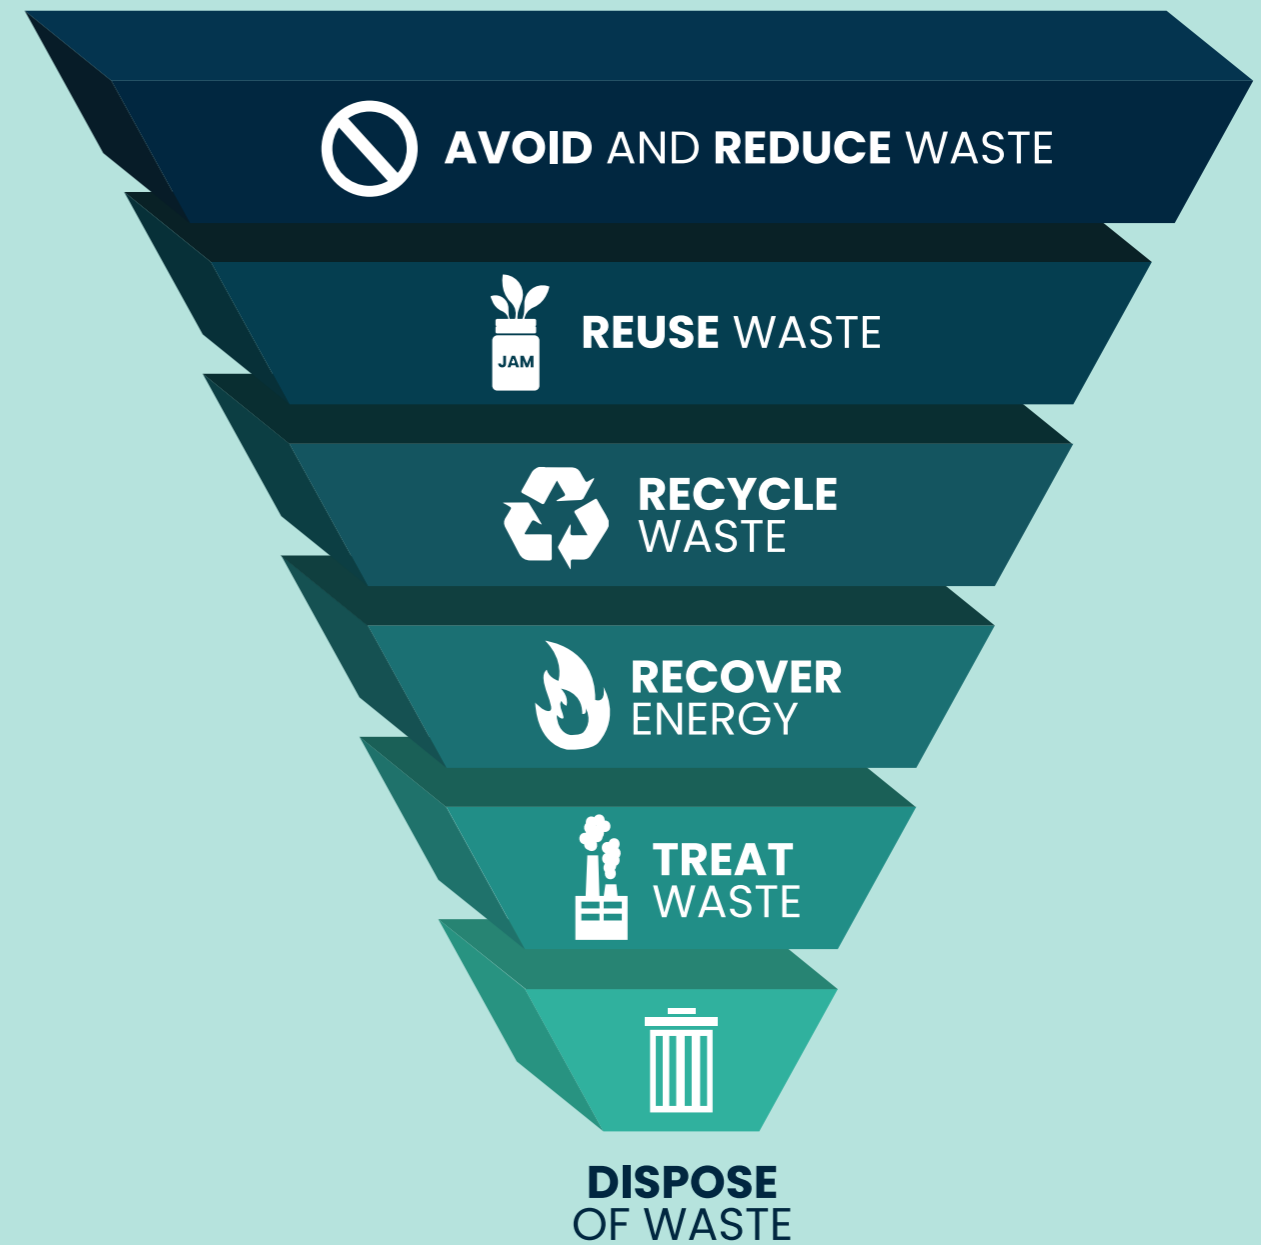 AVOID AND REDUCE WASTE
JAM
REUSE WASTE
RECYCLE
WASTE
RECOVER
ENERGY
TREAT
WASTE
DISPOSE
OF WASTE